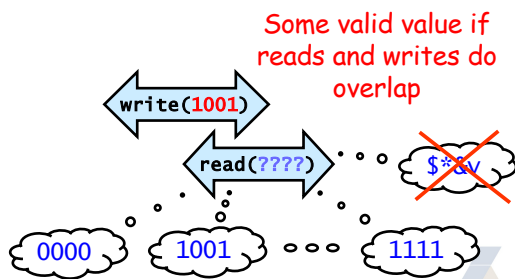 Some valid value if
reads and writes do
overlap
write(1001)
read(????)
$*&v
0000
1001
1111